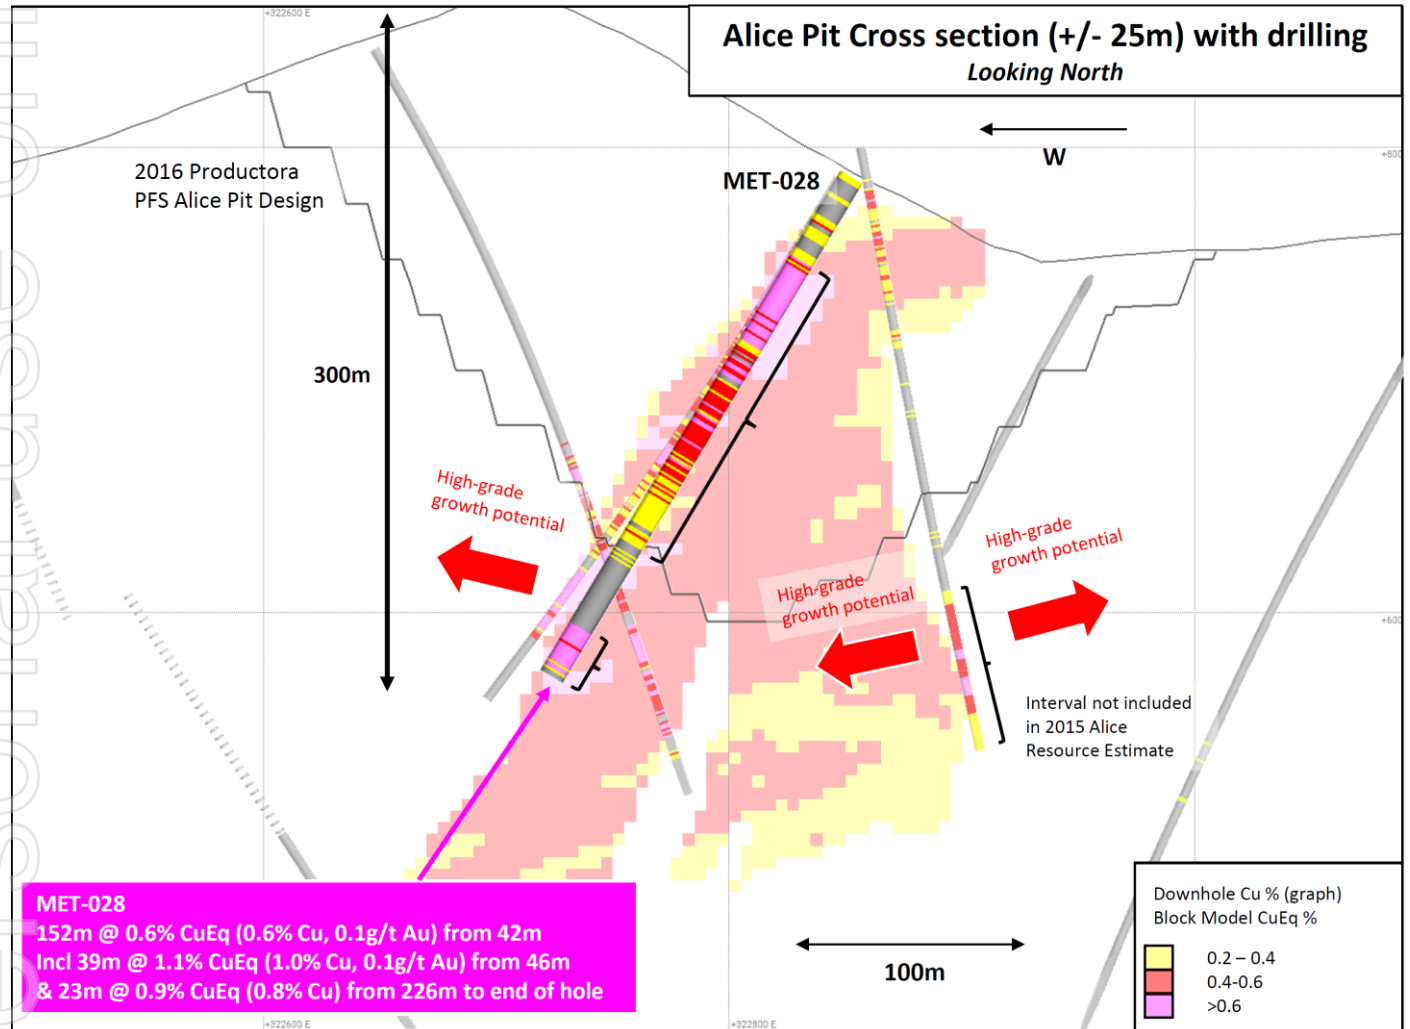 +322600 E
Alice Pit Cross section (+/- 25m) with drilling
Looking North
W
+800
2016 Productora
PFS Alice Pit Design
MET-028
300m
High-grade
growth potential
High-grade
growth potential
High-grade
growth potential
+600
Interval not included
in 2015 Alice
Resource Estimate
MET-028
152m @ 0.6% CuEq (0.6% Cu, 0.1g/t Au) from 42m
Incl 39m @ 1.1% CuEq (1.0% Cu, 0.1g/t Au) from 46m
& 23m @ 0.9% CuEq (0.8% Cu) from 226m to end of hole
100m
Downhole Cu % (graph)
Block Model CuEq %
0.2 – 0.4
0.4-0.6
>0.6
+322600 E
+322800 E